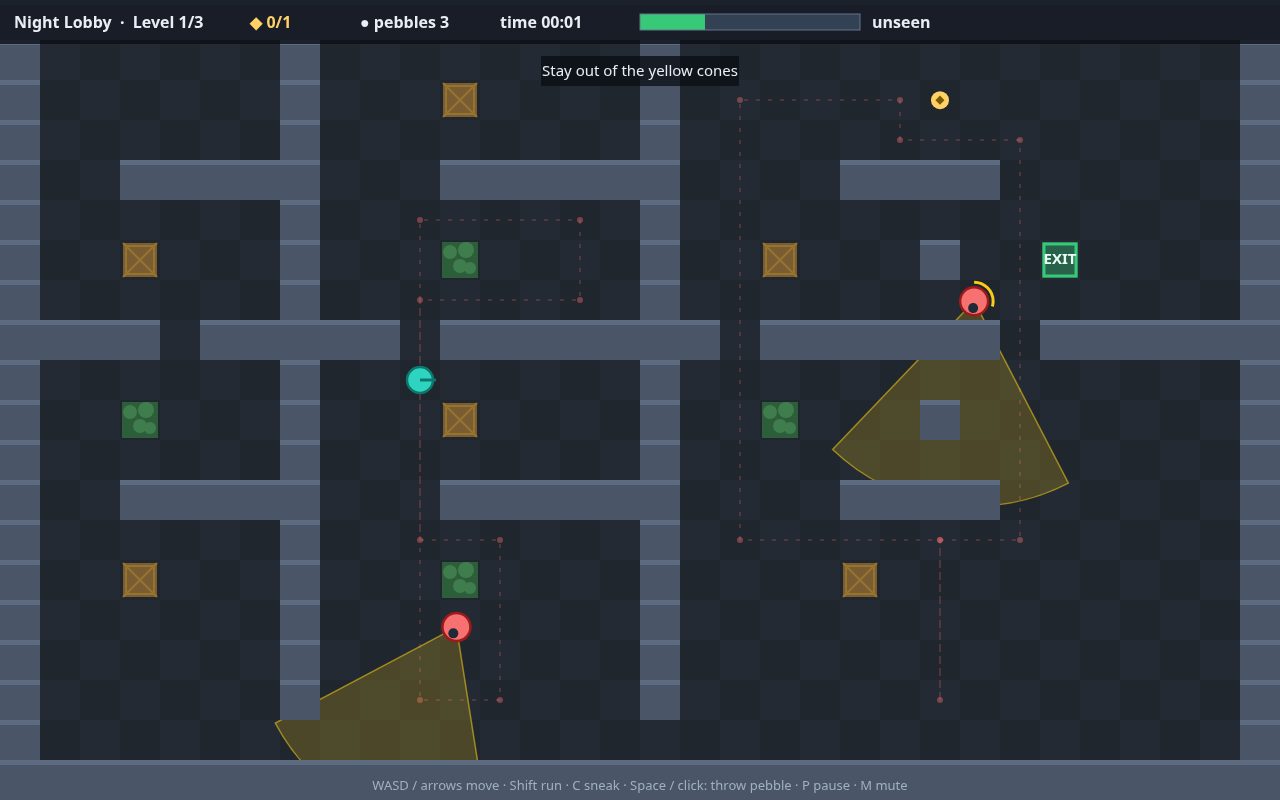 Night Lobby · Level 1/3 ◆ 0/1 ● pebbles 3 time 00:01 unseen
Stay out of the yellow cones
EXIT
WASD / arrows move · Shift run · C sneak · Space / click: throw pebble · P pause · M mute